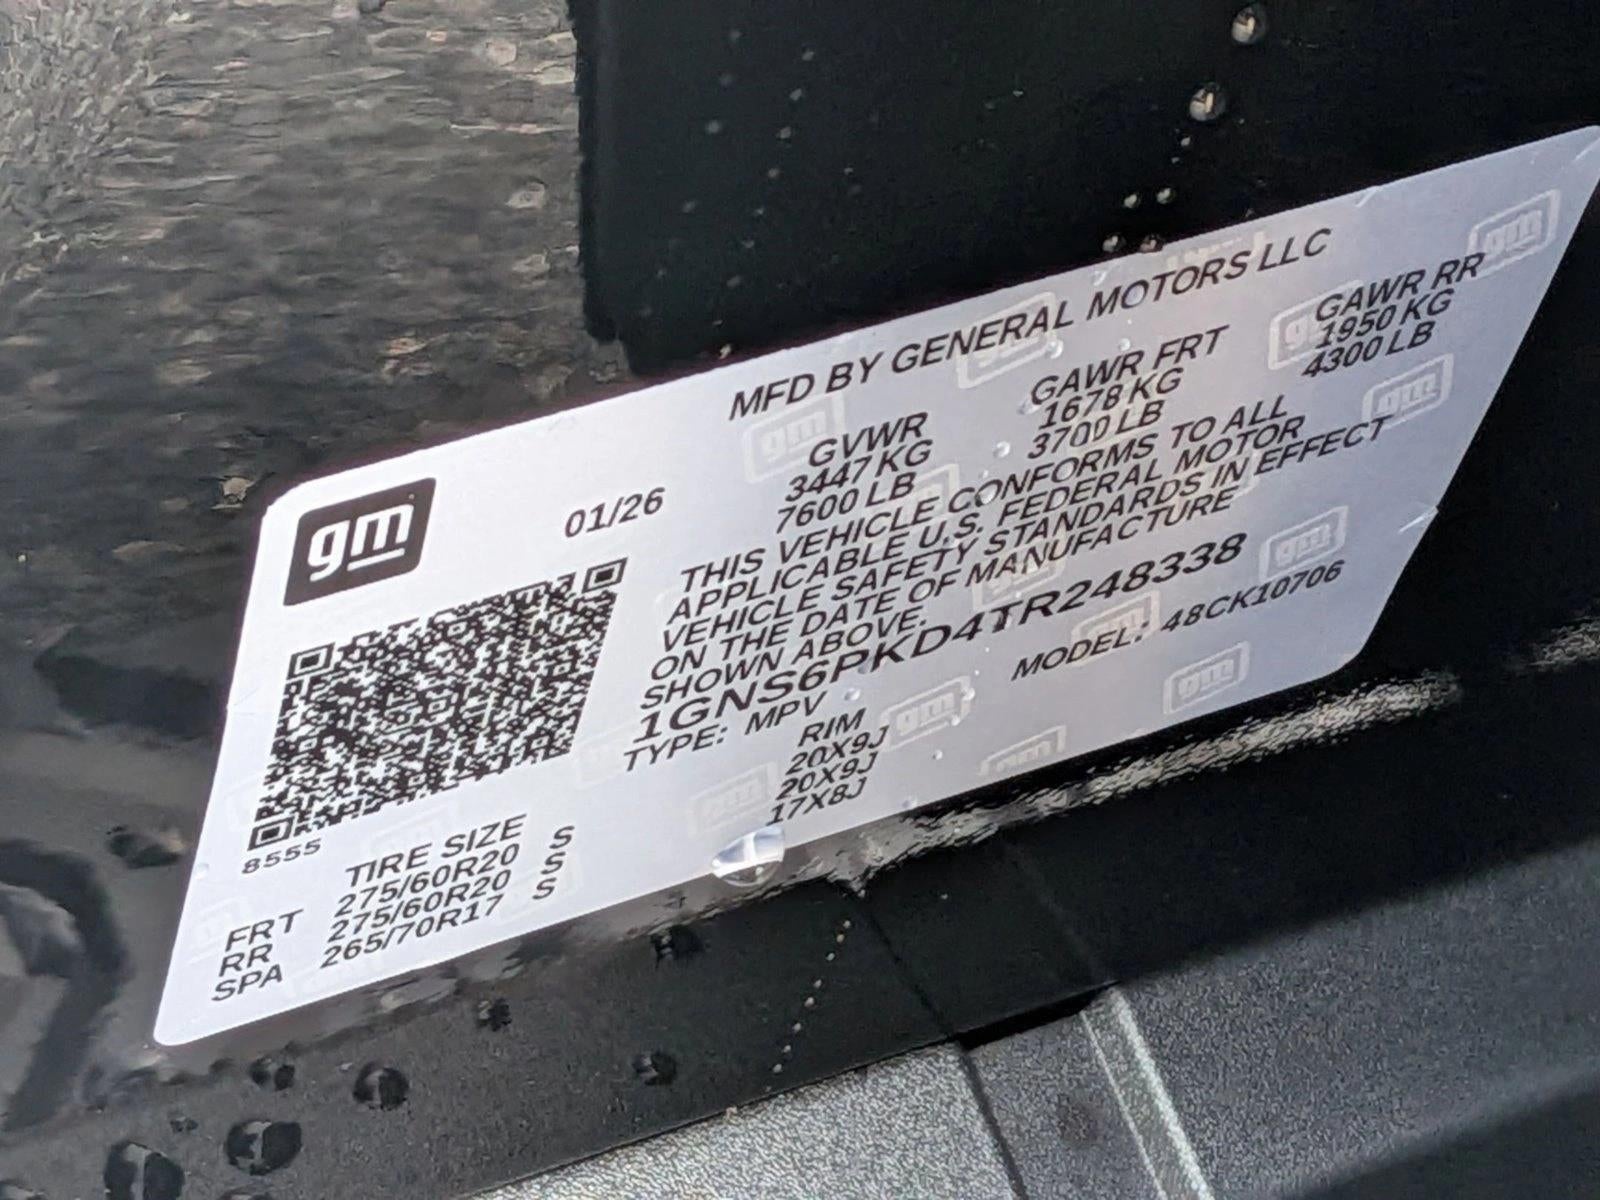 MFD BY GENERAL MOTORS LLC
gm
01/26
GVWR GAWR FRT GAWR RR
3447 KG 1678 KG 1950 KG
7600 LB 3700 LB 4300 LB
THIS VEHICLE CONFORMS TO ALL
APPLICABLE U.S. FEDERAL MOTOR
VEHICLE SAFETY STANDARDS IN EFFECT
ON THE DATE OF MANUFACTURE
SHOWN ABOVE.
1GNS6PKD4TR248338
TYPE: MPV MODEL: 48CK10706
8555
TIRE SIZE RIM
FRT 275/60R20 S 20X9J
RR 275/60R20 S 20X9J
SPA 265/70R17 S 17X8J